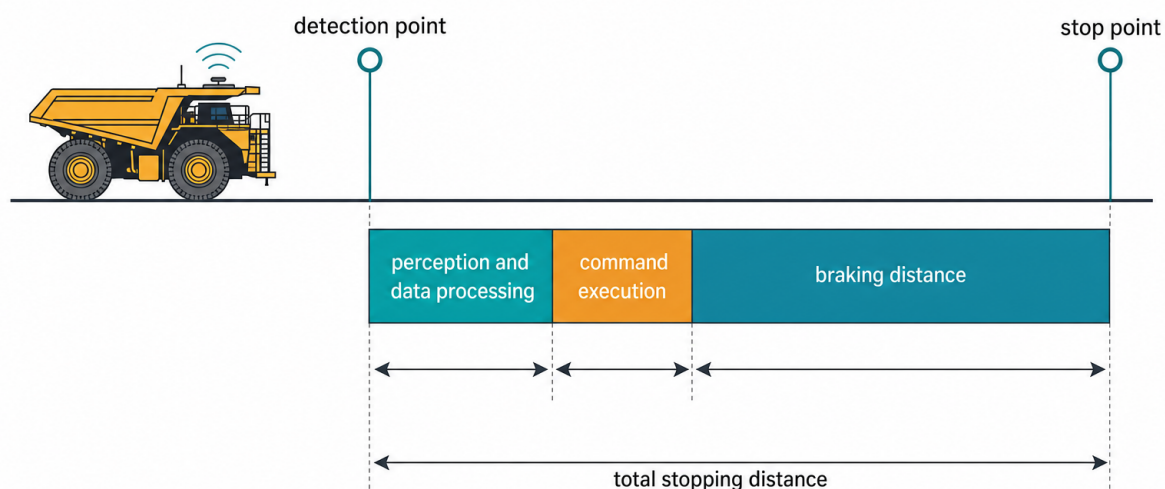 detection point
stop point
perception and
data processing
command
execution
braking distance
total stopping distance